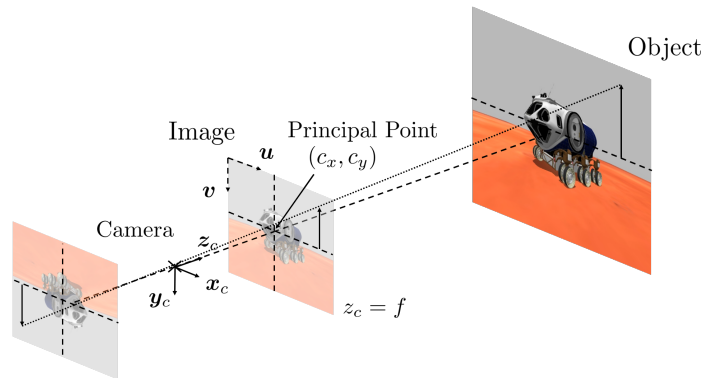 Object
Image
Principal Point
(c_x, c_y)
u
v
Camera
z_c
x_c
y_c
z_c = f